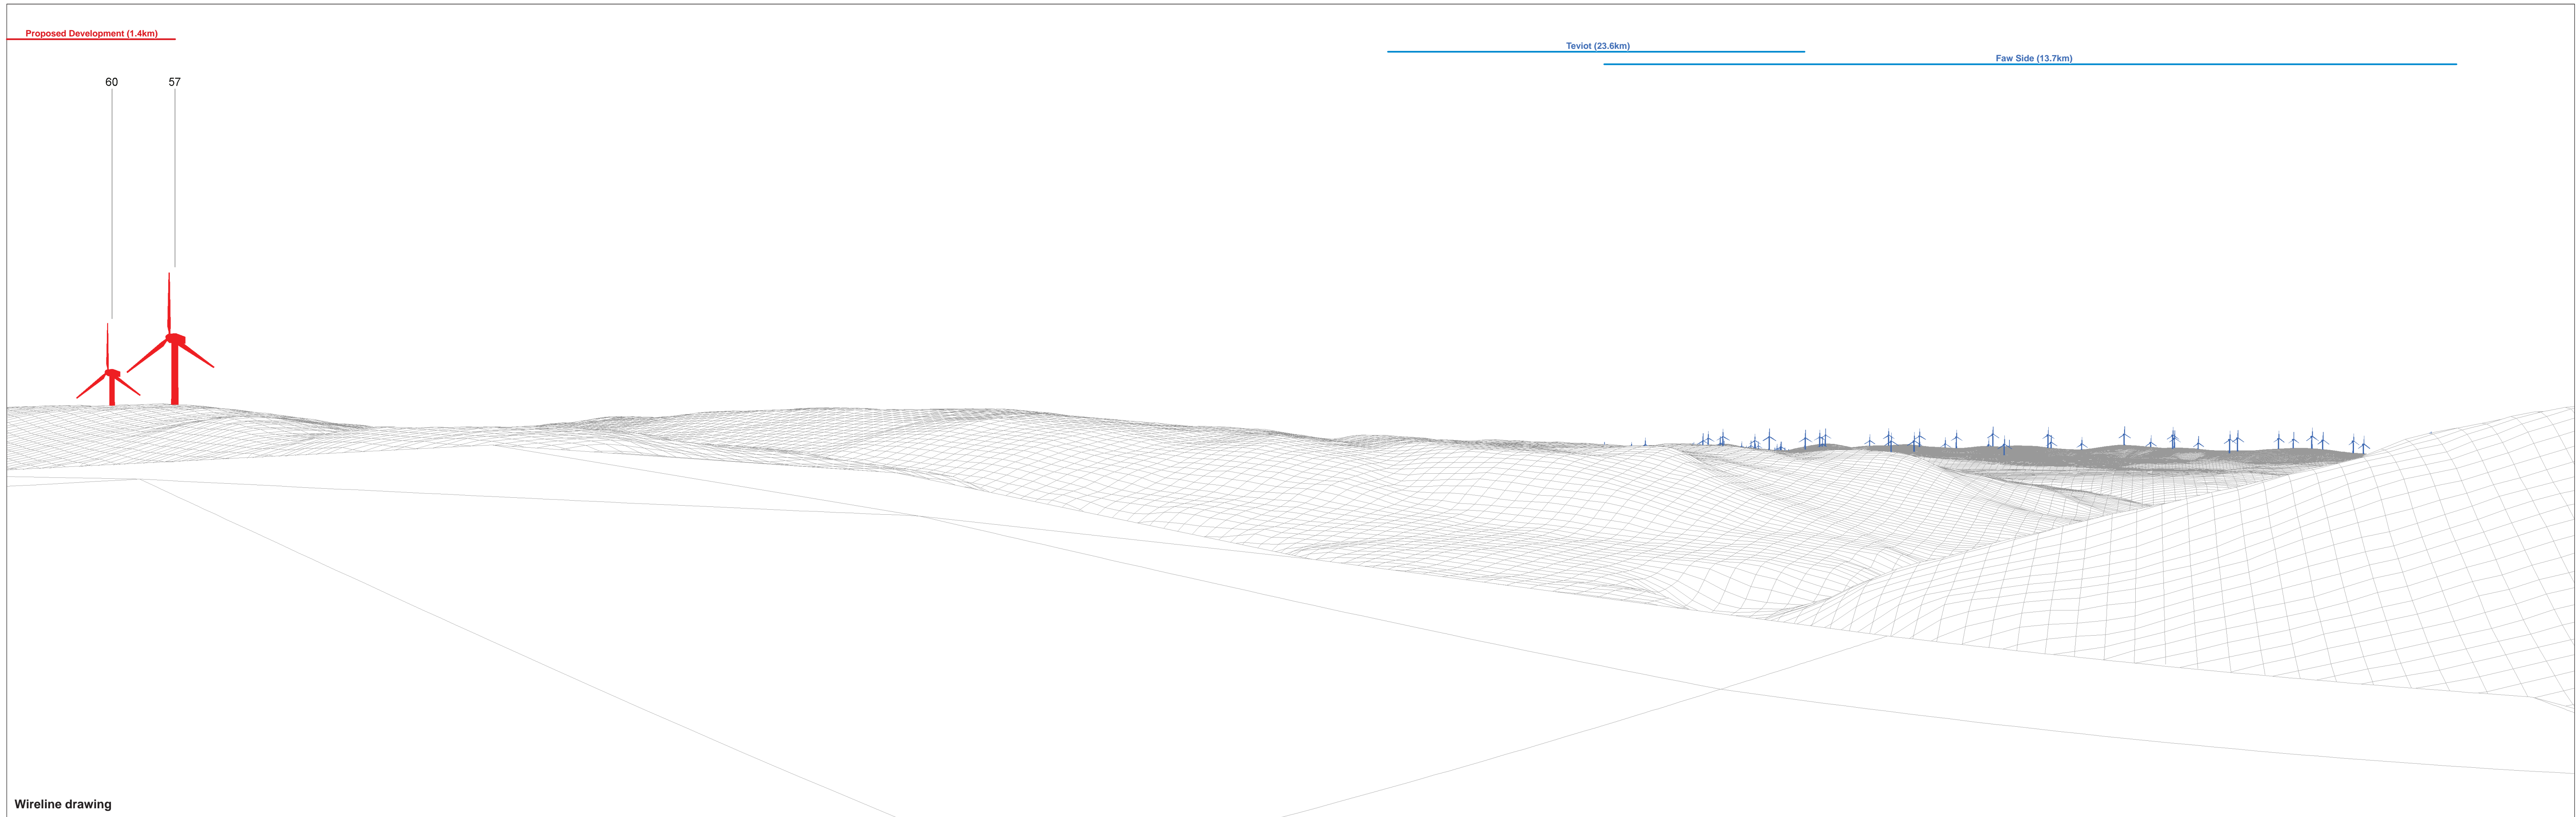 Proposed Development (1.4km)
Teviot (23.6km)
Faw Side (13.7km)
60
57
Wireline drawing